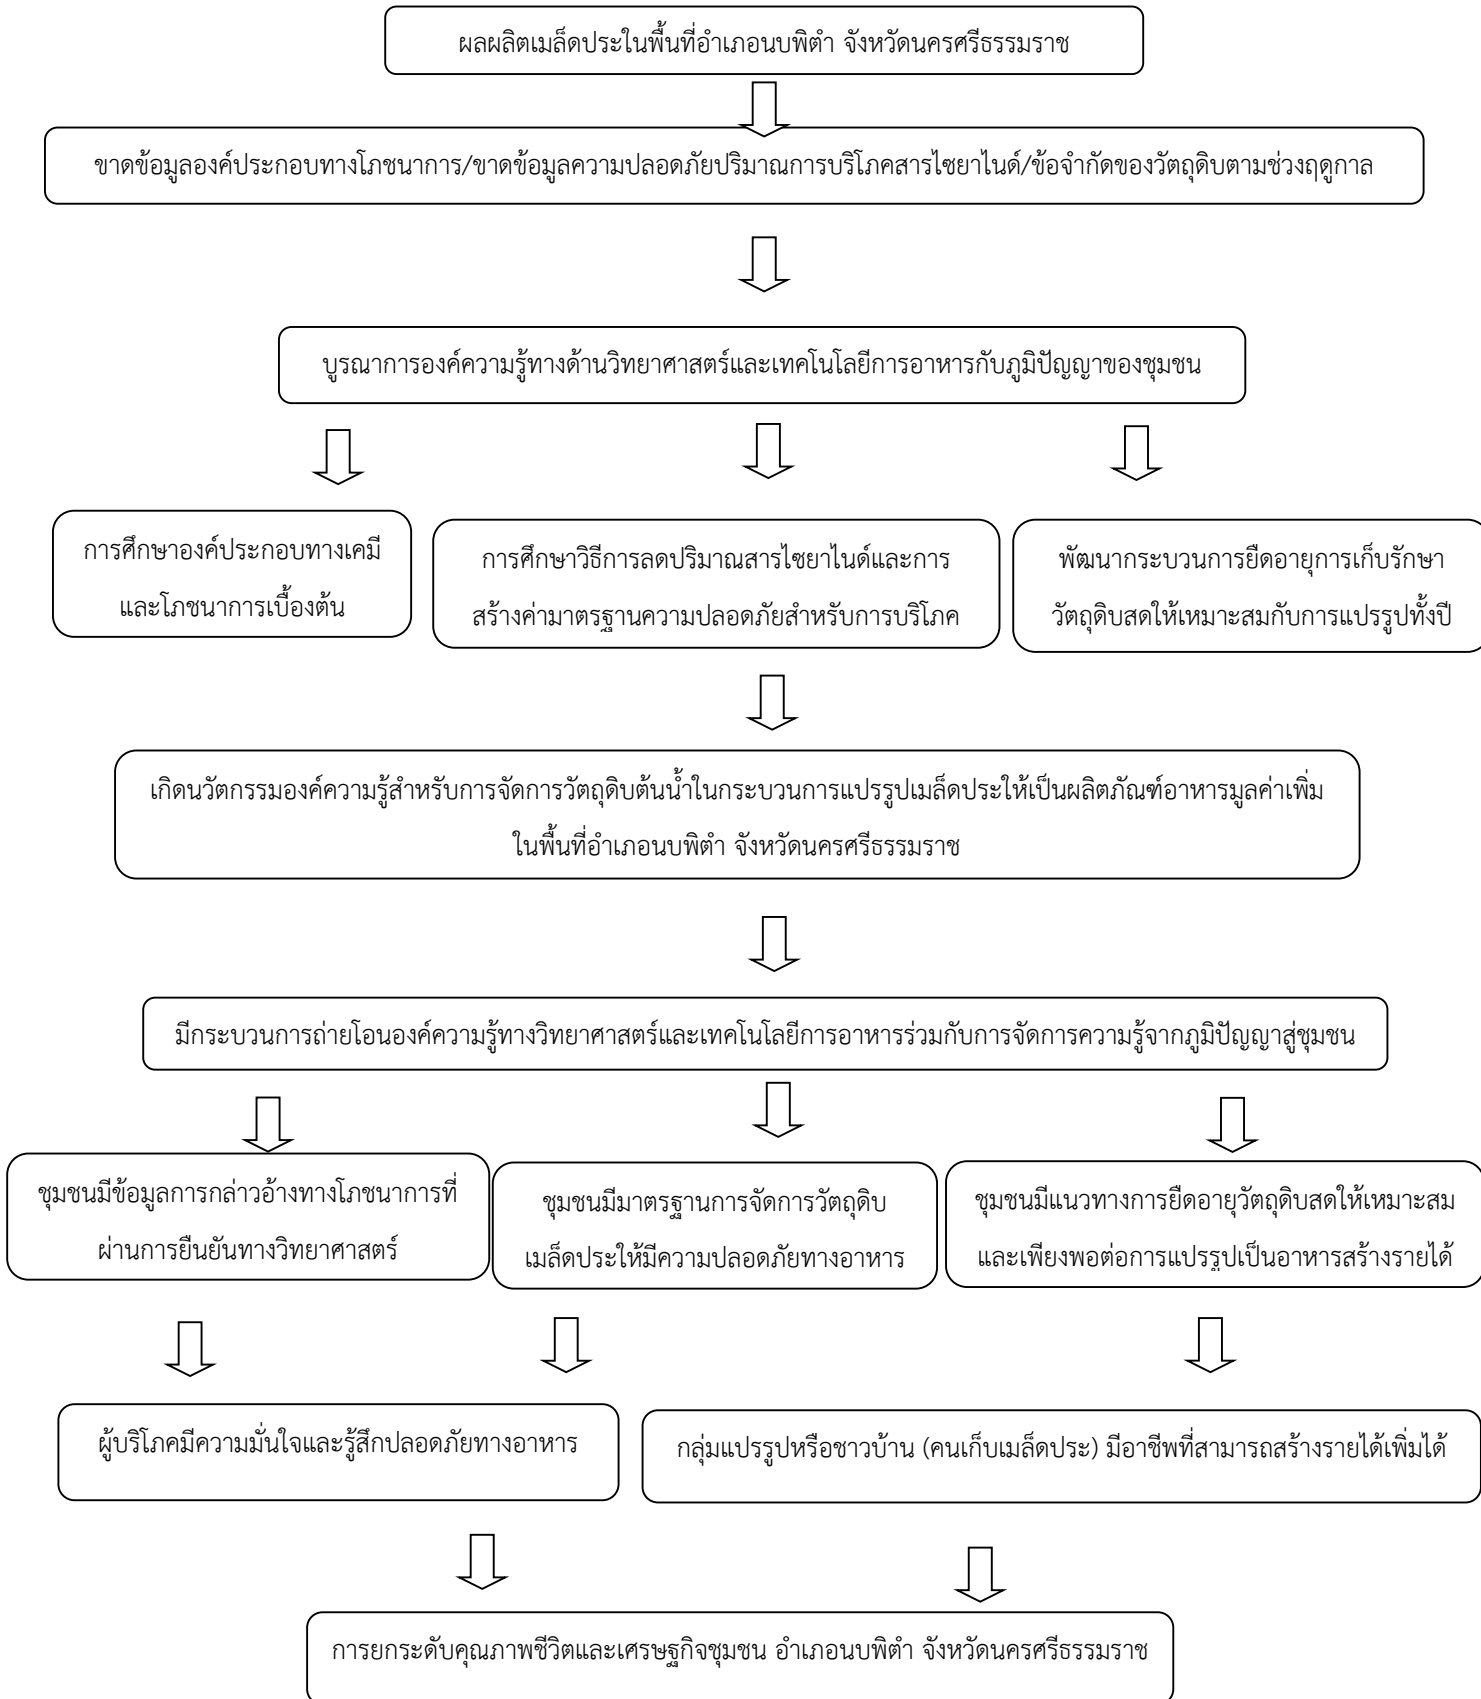 ผลผลิตเมล็ดประในพื้นที่อำเภอนบพิตำ จังหวัดนครศรีธรรมราช
ขาดข้อมูลองค์ประกอบทางโภชนาการ/ขาดข้อมูลความปลอดภัยปริมาณการบริโภคสารไซยาไนด์/ข้อจำกัดของวัตถุดิบตามช่วงฤดูกาล
บูรณาการองค์ความรู้ทางด้านวิทยาศาสตร์และเทคโนโลยีการอาหารกับภูมิปัญญาของชุมชน
การศึกษาองค์ประกอบทางเคมี
และโภชนาการเบื้องต้น
การศึกษาวิธีการลดปริมาณสารไซยาไนด์และการ
สร้างค่ามาตรฐานความปลอดภัยสำหรับการบริโภค
พัฒนากระบวนการยืดอายุการเก็บรักษา
วัตถุดิบสดให้เหมาะสมกับการแปรรูปทั้งปี
เกิดนวัตกรรมองค์ความรู้สำหรับการจัดการวัตถุดิบต้นน้ำในกระบวนการแปรรูปเมล็ดประให้เป็นผลิตภัณฑ์อาหารมูลค่าเพิ่ม
ในพื้นที่อำเภอนบพิตำ จังหวัดนครศรีธรรมราช
มีกระบวนการถ่ายโอนองค์ความรู้ทางวิทยาศาสตร์และเทคโนโลยีการอาหารร่วมกับการจัดการความรู้จากภูมิปัญญาสู่ชุมชน
ชุมชนมีข้อมูลการกล่าวอ้างทางโภชนาการที่
ผ่านการยืนยันทางวิทยาศาสตร์
ชุมชนมีมาตรฐานการจัดการวัตถุดิบ
เมล็ดประให้มีความปลอดภัยทางอาหาร
ชุมชนมีแนวทางการยืดอายุวัตถุดิบสดให้เหมาะสม
และเพียงพอต่อการแปรรูปเป็นอาหารสร้างรายได้
ผู้บริโภคมีความมั่นใจและรู้สึกปลอดภัยทางอาหาร
กลุ่มแปรรูปหรือชาวบ้าน (คนเก็บเมล็ดประ) มีอาชีพที่สามารถสร้างรายได้เพิ่มได้
การยกระดับคุณภาพชีวิตและเศรษฐกิจชุมชน อำเภอนบพิตำ จังหวัดนครศรีธรรมราช